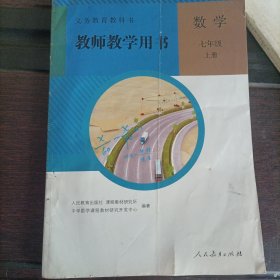 义务教育教科书
教师教学用书
数学
七年级
上册
人民教育出版社 课程教材研究所
中学数学课程教材研究开发中心
编著
人民教育出版社